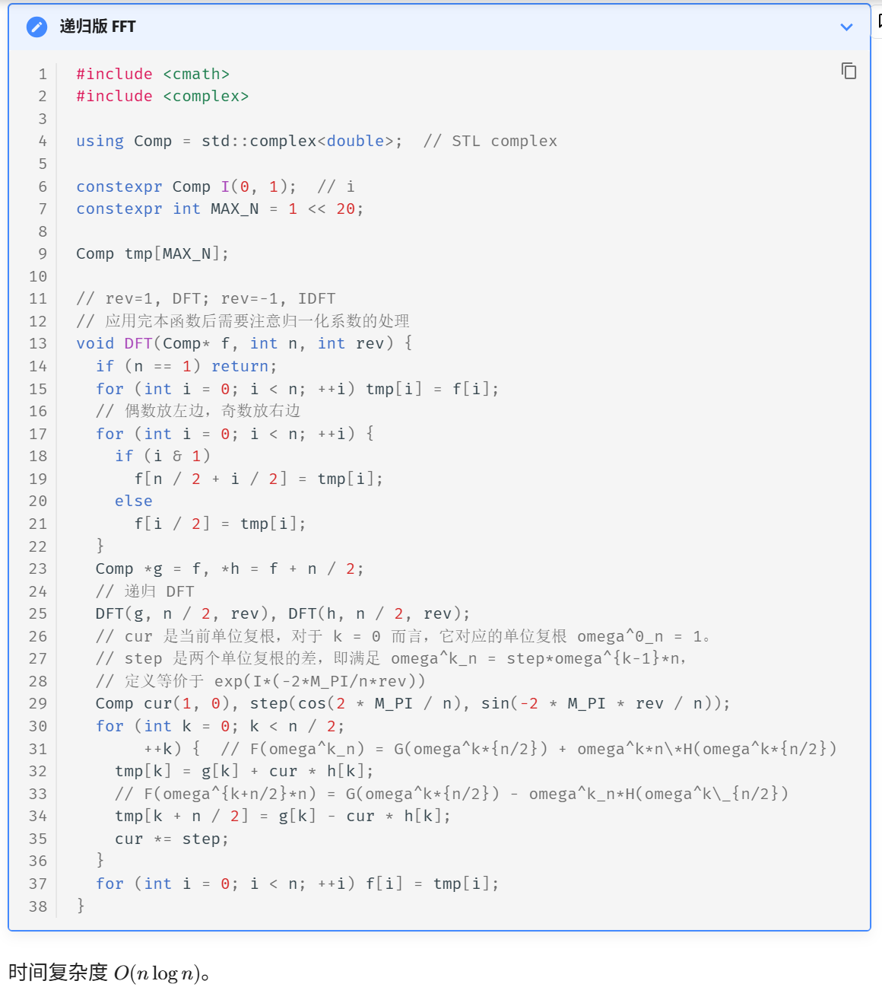 递归版 FFT
1 #include <cmath>
2 #include <complex>
3
4 using Comp = std::complex<double>;  // STL complex
5
6 constexpr Comp I(0, 1);  // i
7 constexpr int MAX_N = 1 << 20;
8
9 Comp tmp[MAX_N];
10
11 // rev=1, DFT; rev=-1, IDFT
12 // 应用完本函数后需要注意归一化系数的处理
13 void DFT(Comp* f, int n, int rev) {
14   if (n == 1) return;
15   for (int i = 0; i < n; ++i) tmp[i] = f[i];
16   // 偶数放左边，奇数放右边
17   for (int i = 0; i < n; ++i) {
18     if (i & 1)
19       f[n / 2 + i / 2] = tmp[i];
20     else
21       f[i / 2] = tmp[i];
22   }
23   Comp *g = f, *h = f + n / 2;
24   // 递归 DFT
25   DFT(g, n / 2, rev), DFT(h, n / 2, rev);
26   // cur 是当前单位复根，对于 k = 0 而言，它对应的单位复根 omega^0_n = 1。
27   // step 是两个单位复根的差，即满足 omega^k_n = step*omega^{k-1}*n，
28   // 定义等价于 exp(I*(-2*M_PI/n*rev))
29   Comp cur(1, 0), step(cos(2 * M_PI / n), sin(-2 * M_PI * rev / n));
30   for (int k = 0; k < n / 2;
31        ++k) {  // F(omega^k_n) = G(omega^k*{n/2}) + omega^k*n\*H(omega^k*{n/2})
32     tmp[k] = g[k] + cur * h[k];
33     // F(omega^{k+n/2}*n) = G(omega^k*{n/2}) - omega^k_n*H(omega^k\_{n/2})
34     tmp[k + n / 2] = g[k] - cur * h[k];
35     cur *= step;
36   }
37   for (int i = 0; i < n; ++i) f[i] = tmp[i];
38 }
时间复杂度 O(n log n)。